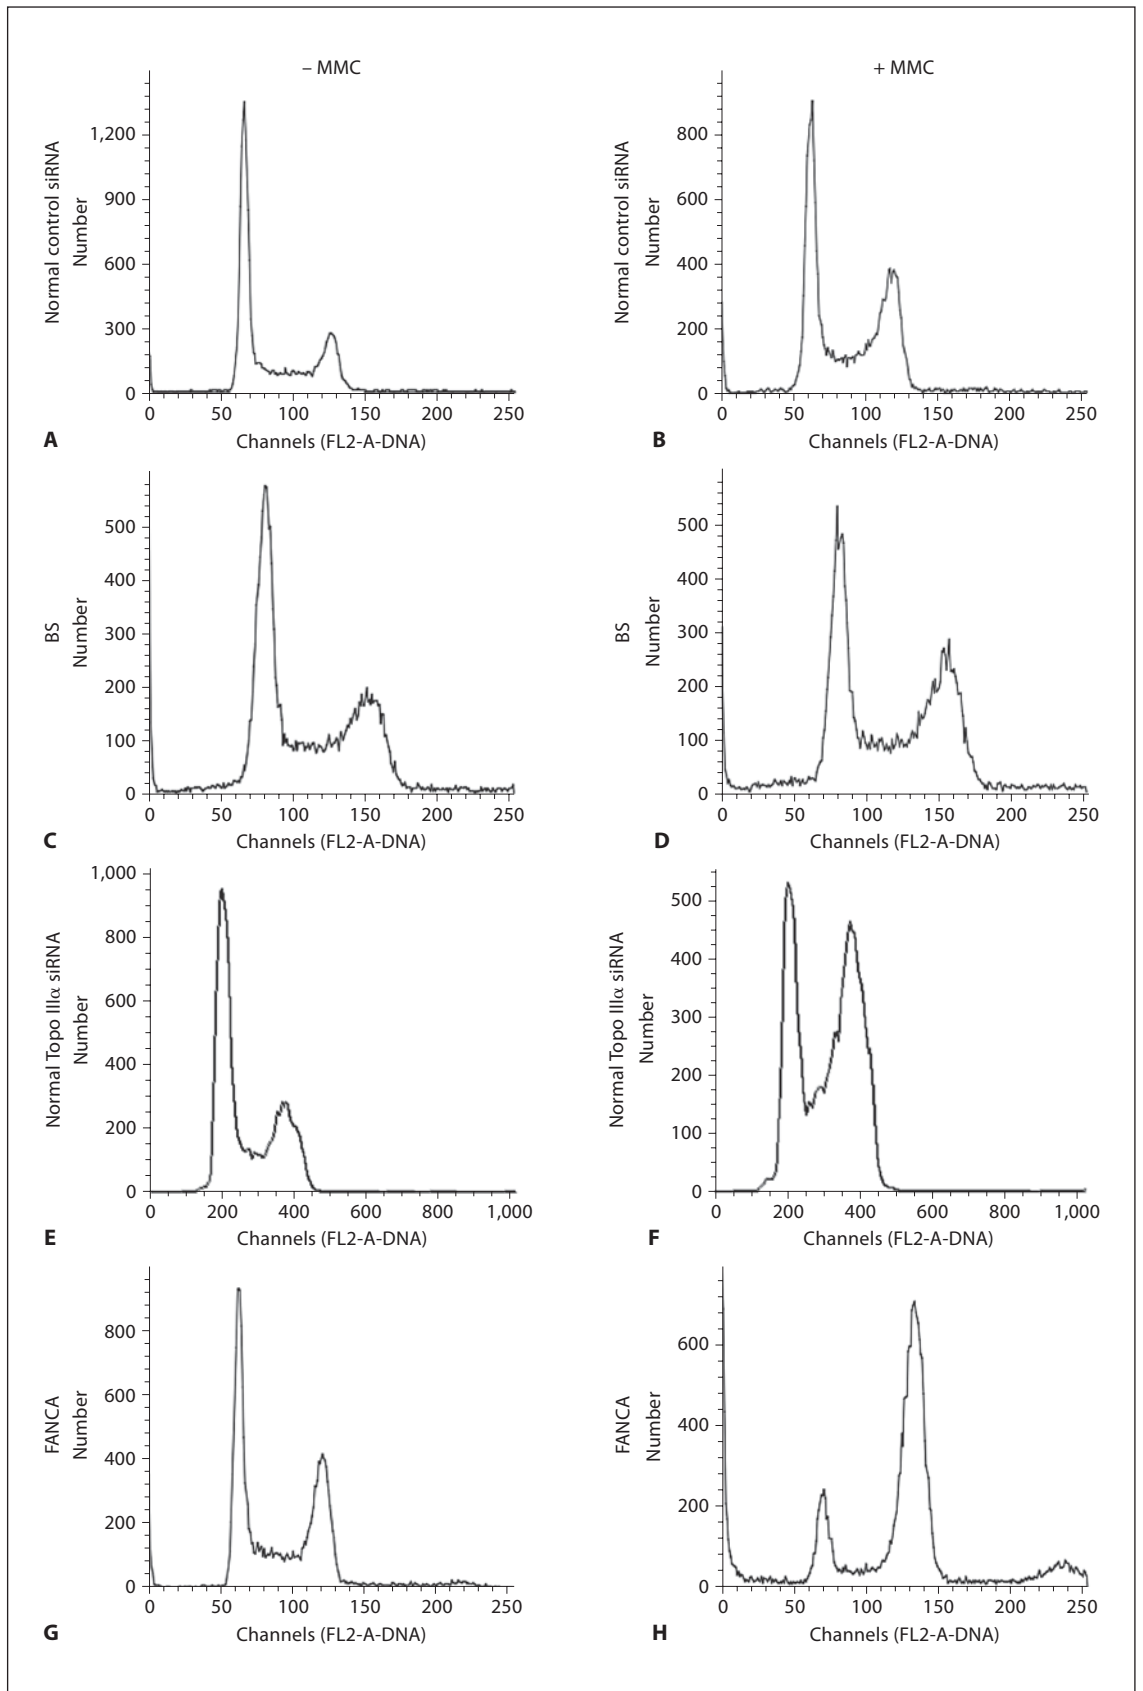 – MMC
+ MMC
Normal control siRNA
Number
1,200
900
600
300
0
0 50 100 150 200 250
A Channels (FL2-A-DNA)
Normal control siRNA
Number
800
600
400
200
0
0 50 100 150 200 250
B Channels (FL2-A-DNA)
BS
Number
500
400
300
200
100
0
0 50 100 150 200 250
C Channels (FL2-A-DNA)
BS
Number
500
400
300
200
100
0
0 50 100 150 200 250
D Channels (FL2-A-DNA)
Normal Topo IIIα siRNA
Number
1,000
800
600
400
200
0
0 200 400 600 800 1,000
E Channels (FL2-A-DNA)
Normal Topo IIIα siRNA
Number
500
400
300
200
100
0
0 200 400 600 800 1,000
F Channels (FL2-A-DNA)
FANCA
Number
800
600
400
200
0
0 50 100 150 200 250
G Channels (FL2-A-DNA)
FANCA
Number
600
400
200
0
0 50 100 150 200 250
H Channels (FL2-A-DNA)